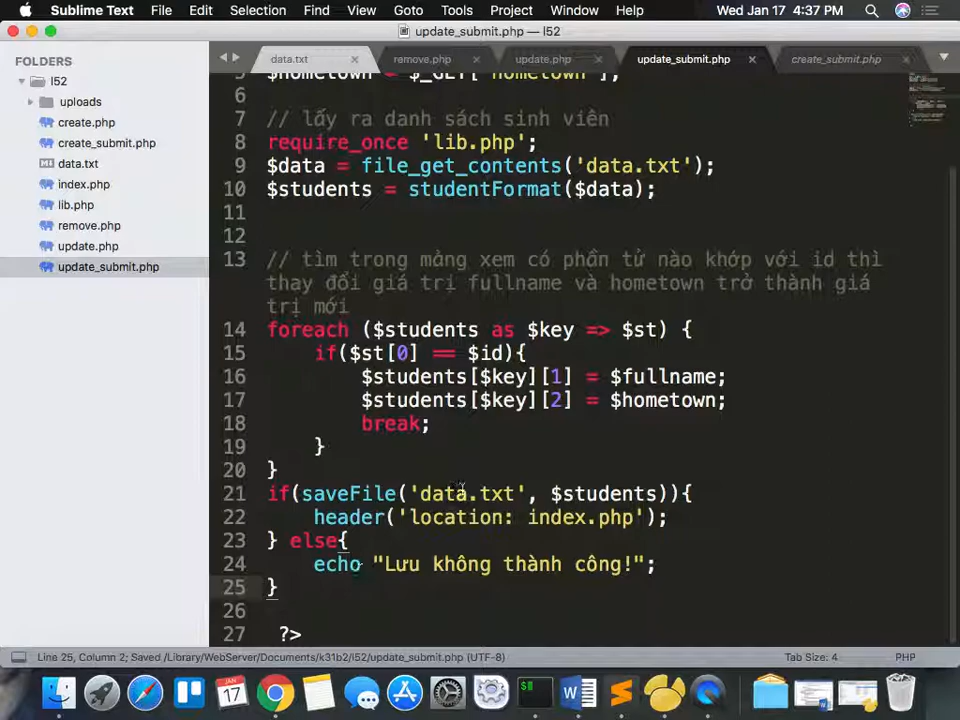 Sublime Text File Edit Selection Find View Goto Tools Project Window Help Wed Jan 17 4:37 PM
update_submit.php — l52
FOLDERS
l52
uploads
create.php
create_submit.php
data.txt
index.php
lib.php
remove.php
update.php
update_submit.php
data.txt remove.php update.php update_submit.php create_submit.php
5 $hometown = $_GET['hometown'];
6
7 // lấy ra danh sách sinh viên
8 require_once 'lib.php';
9 $data = file_get_contents('data.txt');
10 $students = studentFormat($data);
11
12
13 // tìm trong mảng xem có phần tử nào khớp với id thì
thay đổi giá trị fullname và hometown trở thành giá
trị mới
14 foreach ($students as $key => $st) {
15 if($st[0] == $id){
16 $students[$key][1] = $fullname;
17 $students[$key][2] = $hometown;
18 break;
19 }
20 }
21 if(saveFile('data.txt', $students)){
22 header('location: index.php');
23 } else{
24 echo "Lưu không thành công!";
25 }
26
27 ?>
Line 25, Column 2; Saved /Library/WebServer/Documents/k31b2/l52/update_submit.php (UTF-8) Tab Size: 4 PHP
JAN
17